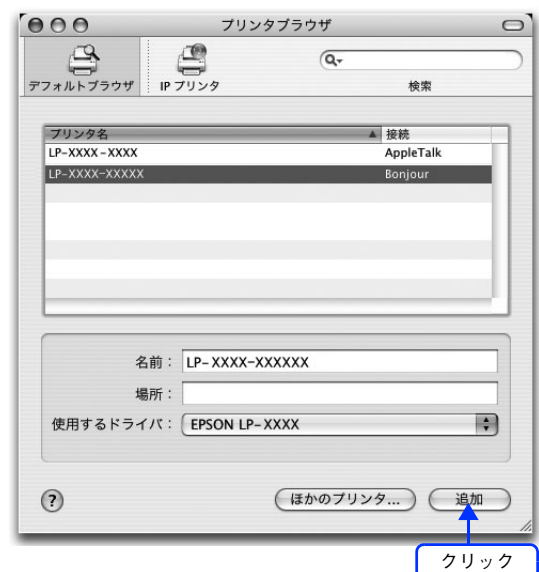 プリンタブラウザ
デフォルトブラウザ IP プリンタ 検索
プリンタ名 接続
LP-XXXX-XXXX AppleTalk
LP-XXXX-XXXXX Bonjour
名前： LP-XXXX-XXXXXX
場所：
使用するドライバ： EPSON LP-XXXX
? ほかのプリンタ... 追加
クリック